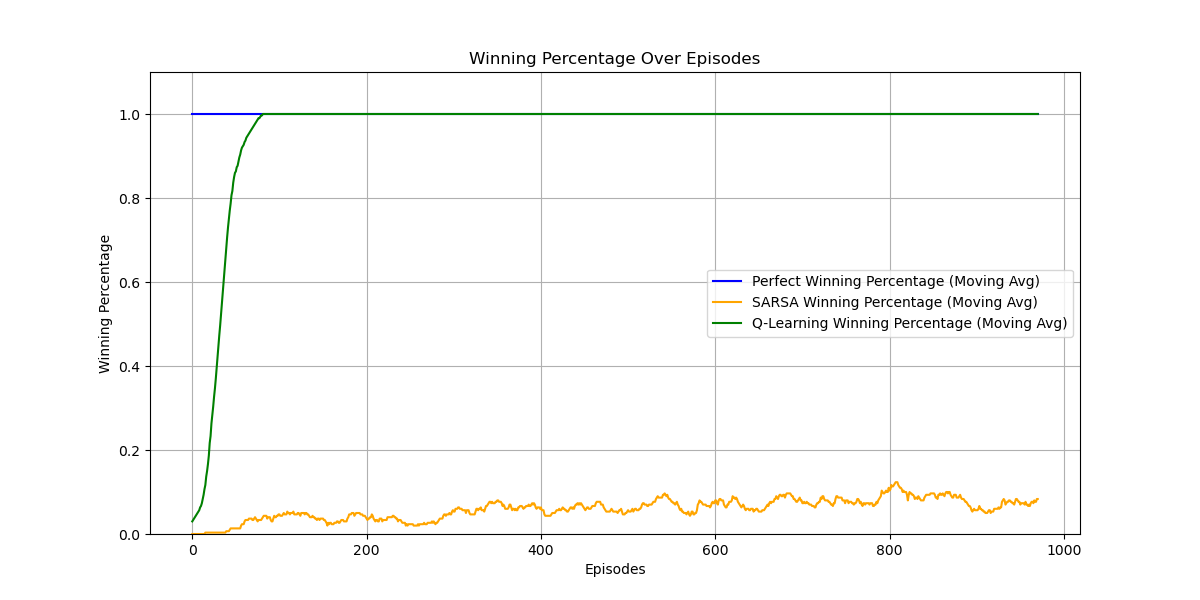 Winning Percentage Over Episodes
Winning Percentage
1.0
0.8
0.6
0.4
0.2
0.0
Perfect Winning Percentage (Moving Avg)
SARSA Winning Percentage (Moving Avg)
Q-Learning Winning Percentage (Moving Avg)
0 200 400 600 800 1000
Episodes